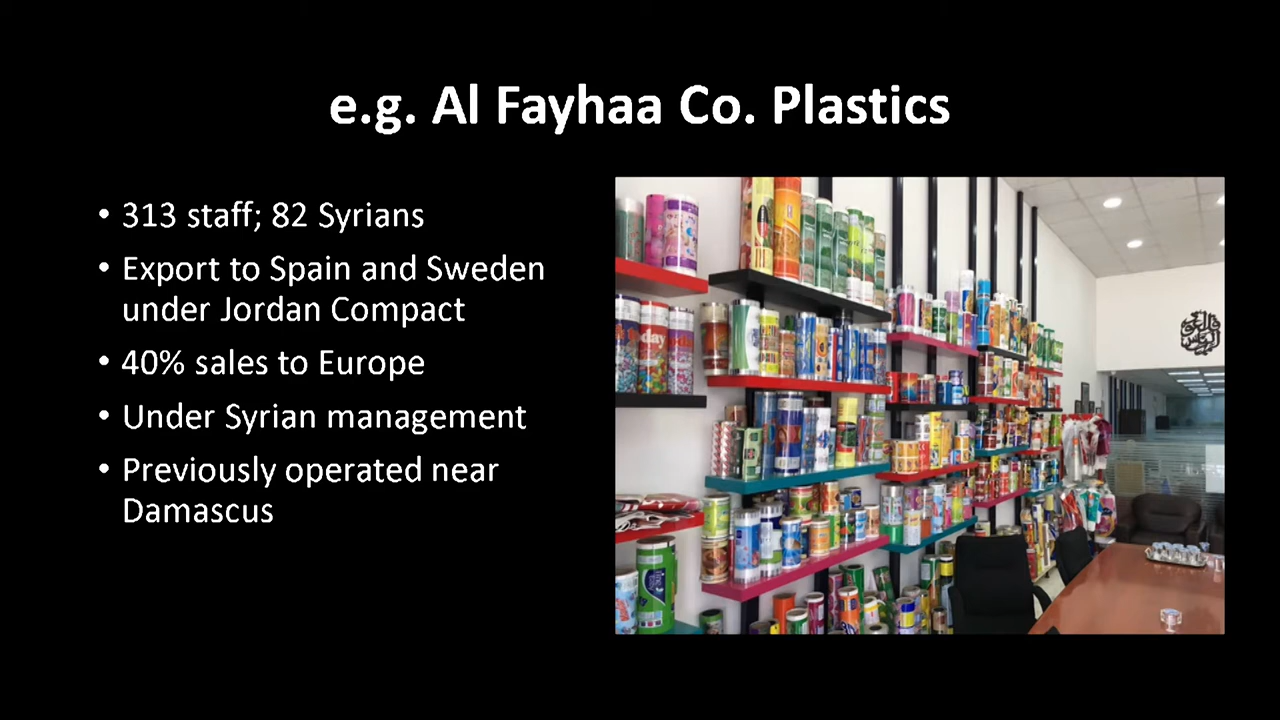 e.g. Al Fayhaa Co. Plastics
• 313 staff; 82 Syrians
• Export to Spain and Sweden
under Jordan Compact
• 40% sales to Europe
• Under Syrian management
• Previously operated near
Damascus